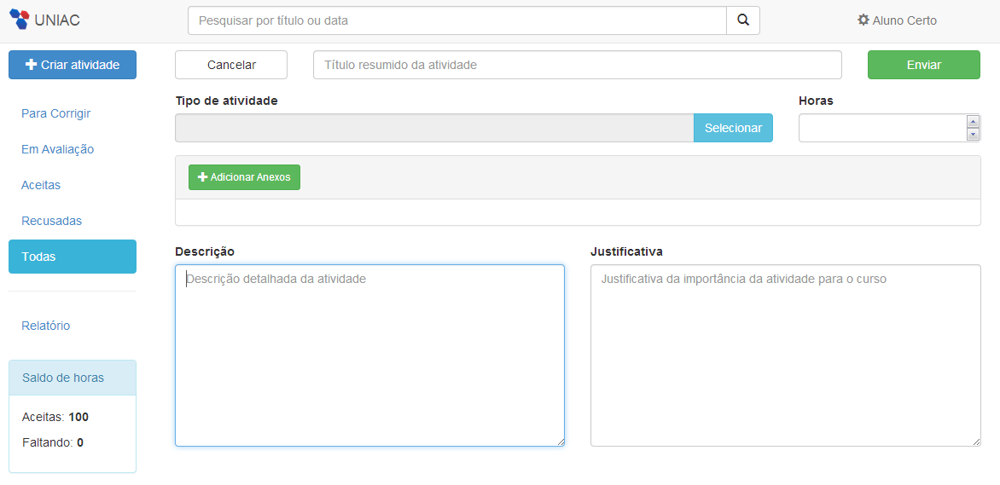 UNIAC
Pesquisar por título ou data
Aluno Certo
Criar atividade
Cancelar
Título resumido da atividade
Enviar
Para Corrigir
Em Avaliação
Aceitas
Recusadas
Todas
Relatório
Saldo de horas
Aceitas: 100
Faltando: 0
Tipo de atividade
Selecionar
Horas
Adicionar Anexos
Descrição
Descrição detalhada da atividade
Justificativa
Justificativa da importância da atividade para o curso